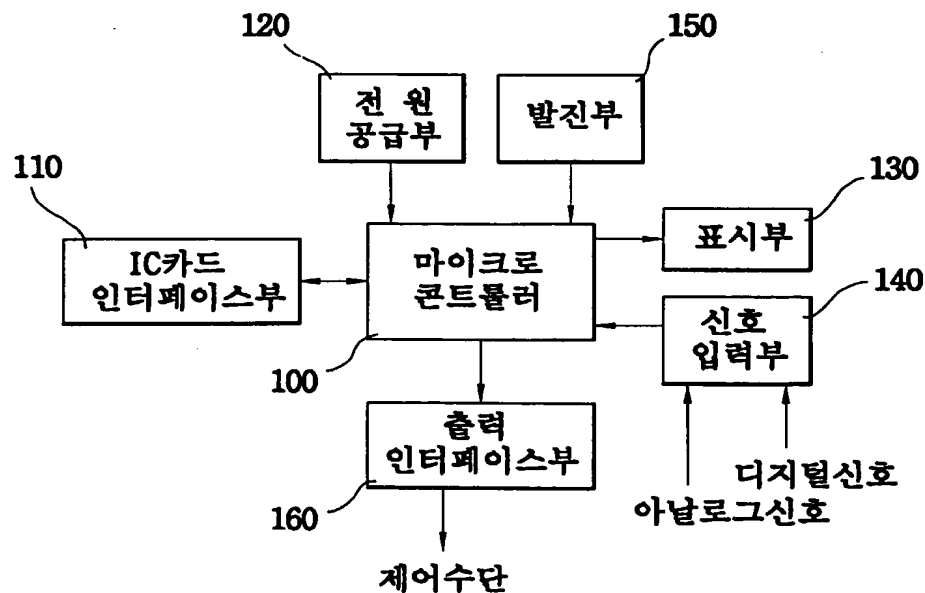 120
150
전 원
공급부
발진부
110
130
IC카드
인터페이스부
마이크로
콘트롤러
표시부
140
신호
입력부
100
출력
인터페이스부
160
디지털신호
아날로그신호
제어수단